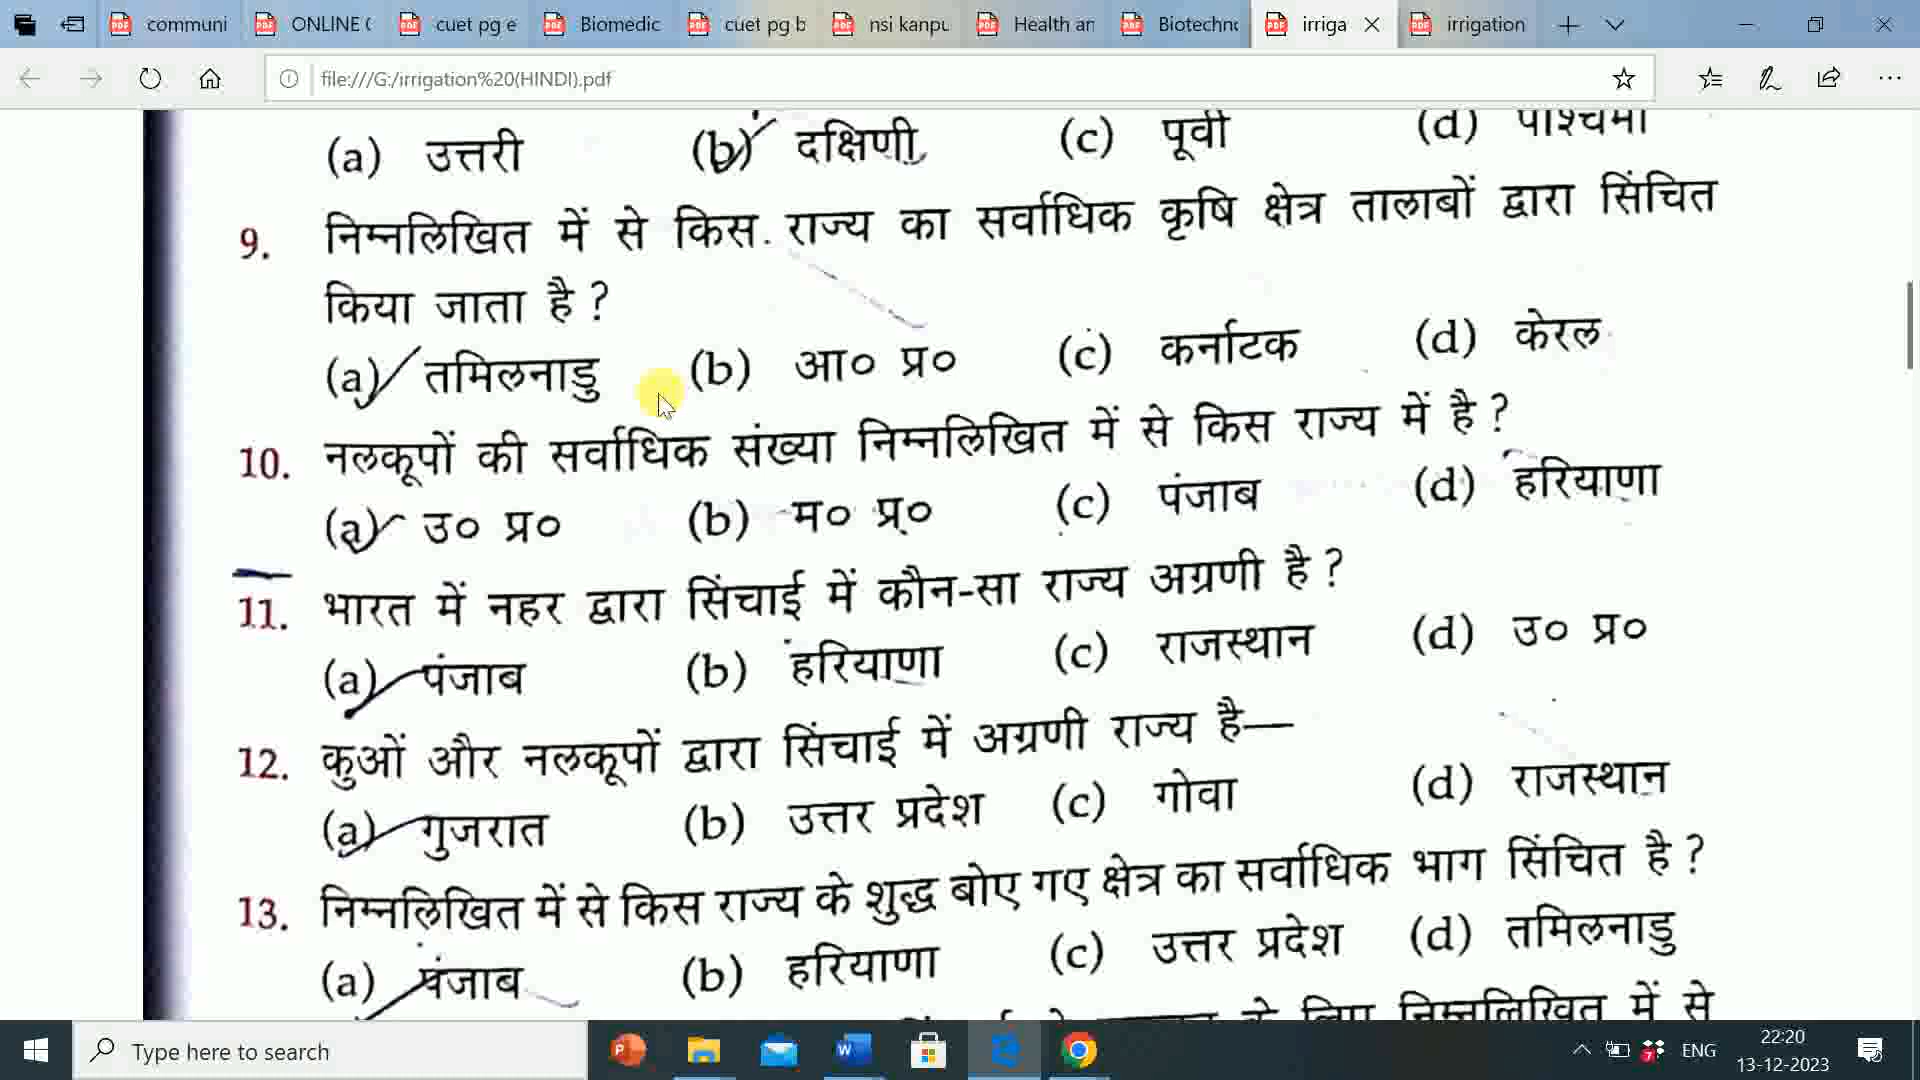 communi ONLINE ( cuet pg e Biomedic cuet pg b nsi kanpu Health an Biotechn irriga irrigation
file:///G:/irrigation%20(HINDI).pdf
(a) उत्तरी (b) दक्षिणी (c) पूर्वी (d) पश्चिमी
9. निम्नलिखित में से किस राज्य का सर्वाधिक कृषि क्षेत्र तालाबों द्वारा सिंचित
किया जाता है ?
(a) तमिलनाडु (b) आ० प्र० (c) कर्नाटक (d) केरल
10. नलकूपों की सर्वाधिक संख्या निम्नलिखित में से किस राज्य में है ?
(a) उ० प्र० (b) म० प्र० (c) पंजाब (d) हरियाणा
11. भारत में नहर द्वारा सिंचाई में कौन-सा राज्य अग्रणी है ?
(a) पंजाब (b) हरियाणा (c) राजस्थान (d) उ० प्र०
12. कुओं और नलकूपों द्वारा सिंचाई में अग्रणी राज्य है—
(a) गुजरात (b) उत्तर प्रदेश (c) गोवा (d) राजस्थान
13. निम्नलिखित में से किस राज्य के शुद्ध बोए गए क्षेत्र का सर्वाधिक भाग सिंचित है ?
(a) पंजाब (b) हरियाणा (c) उत्तर प्रदेश (d) तमिलनाडु
के लिए निम्नलिखित में से
Type here to search
7 ENG 22:20
13-12-2023